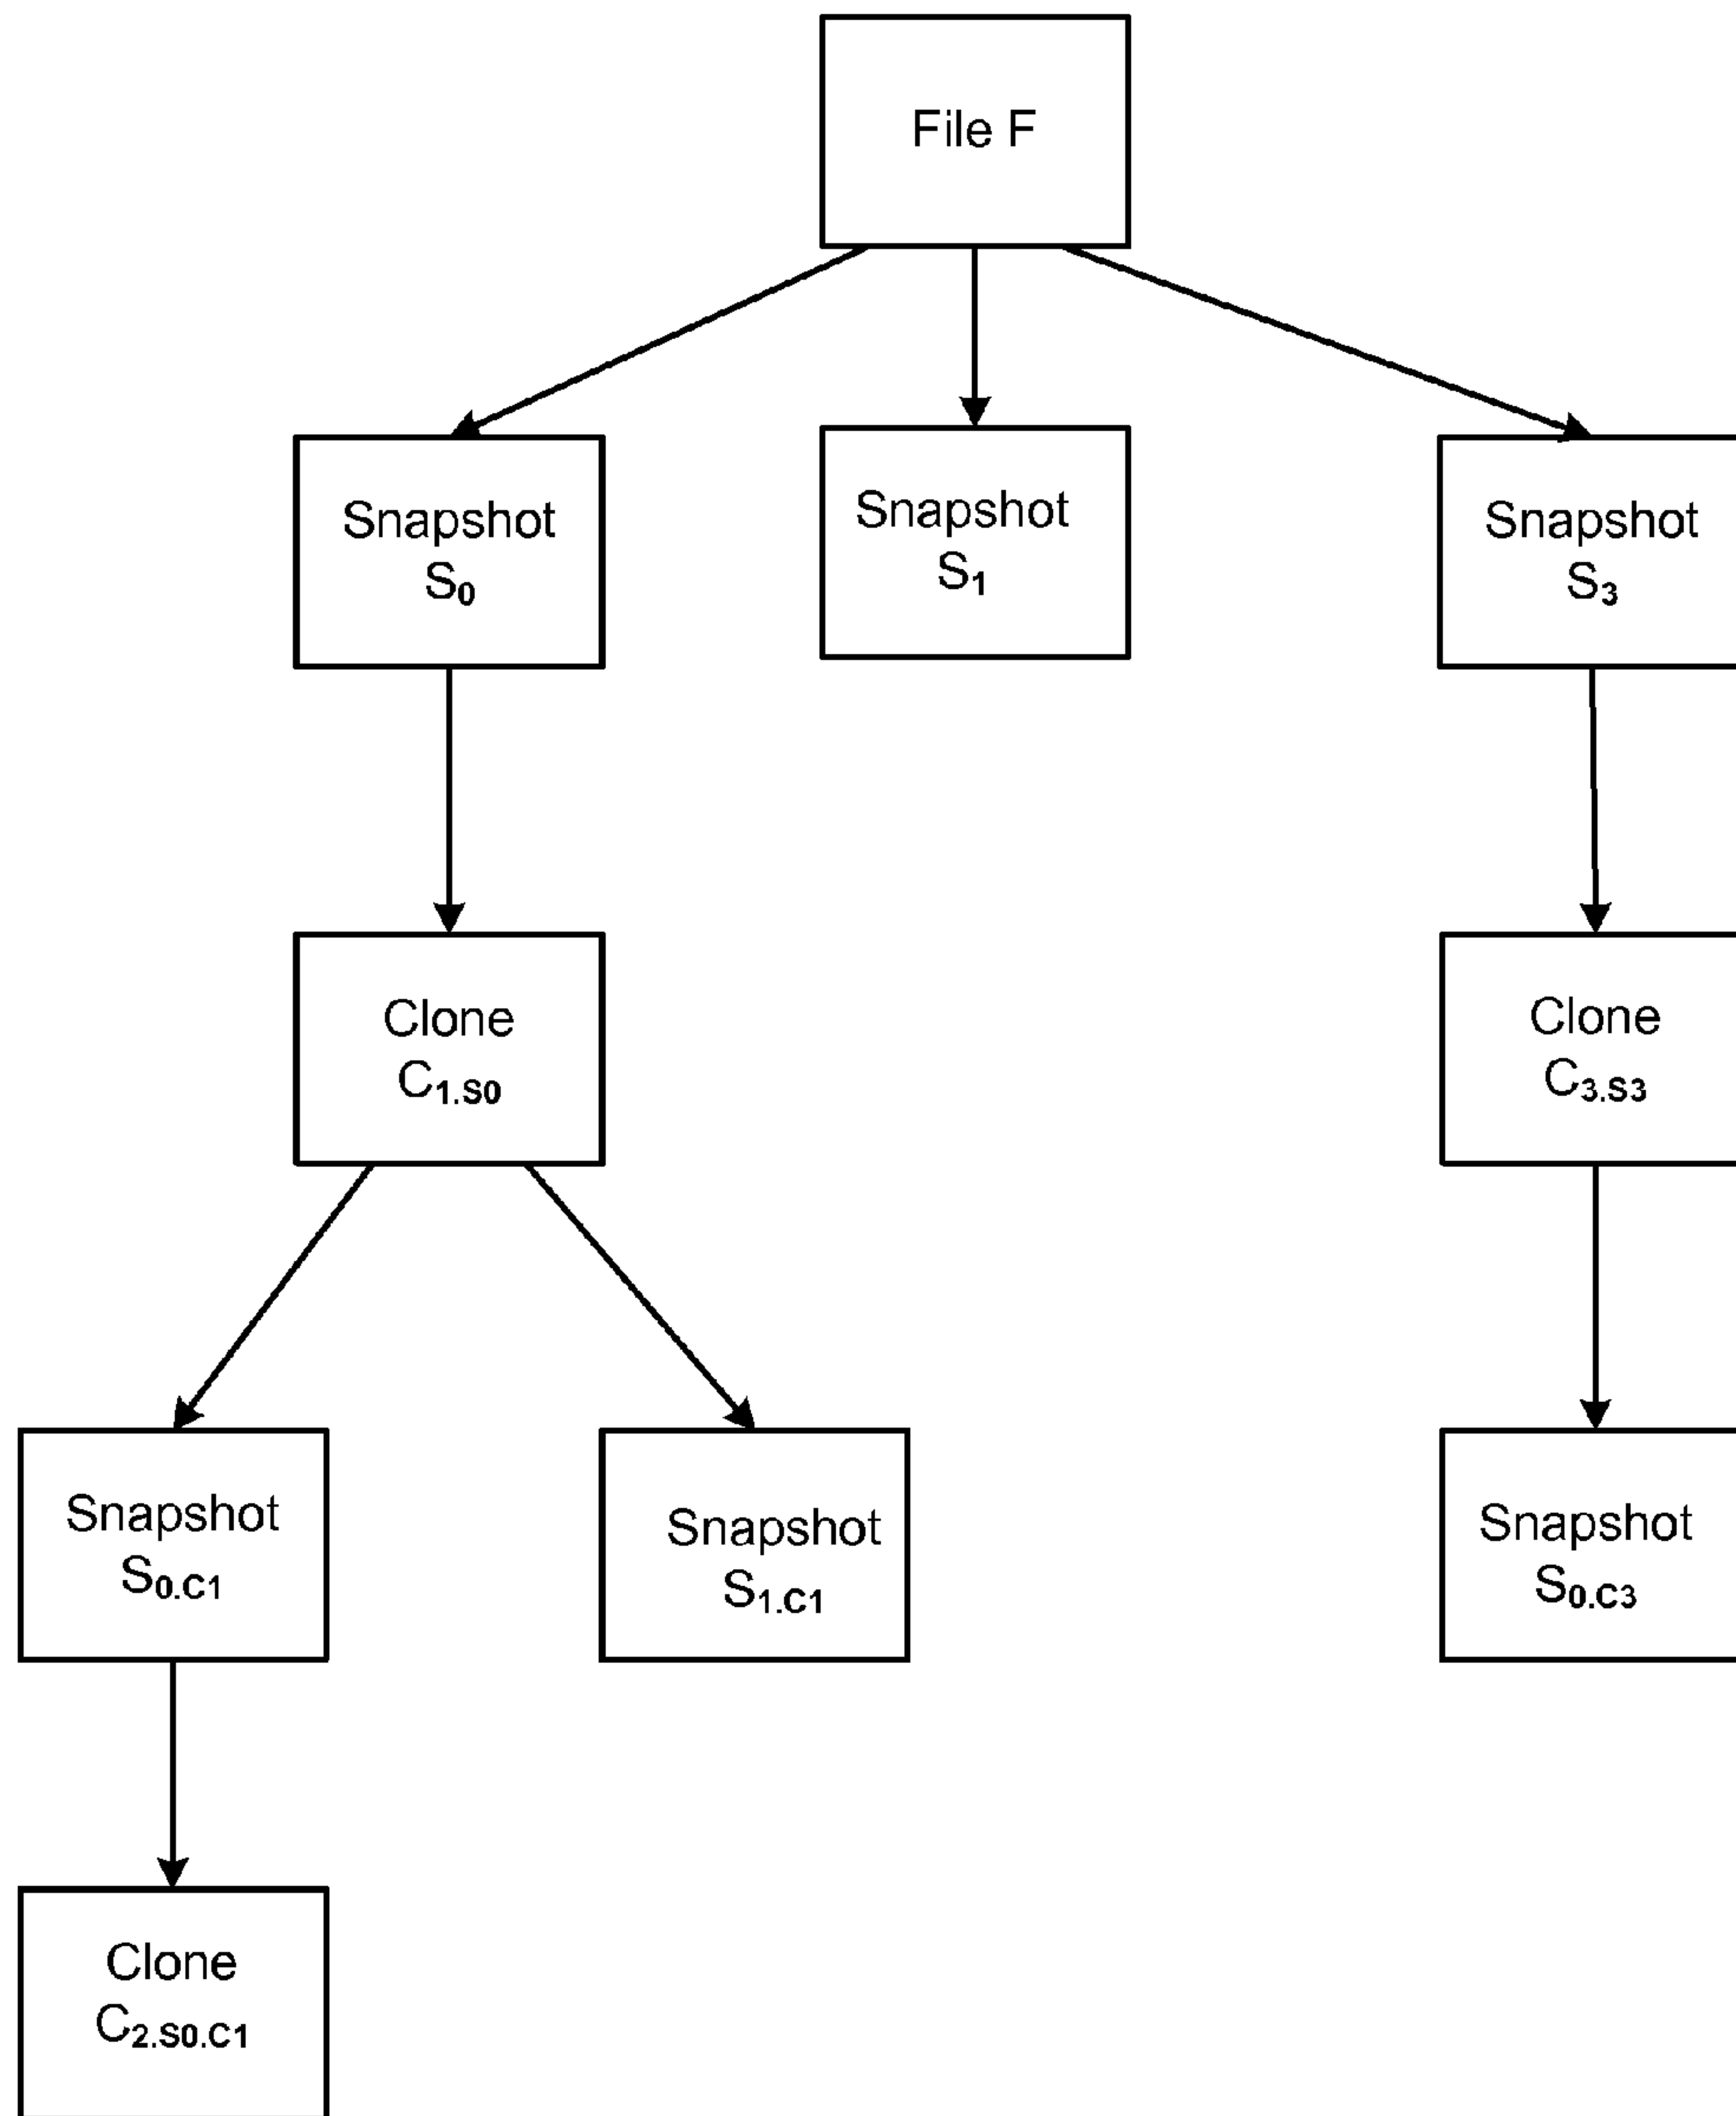 File F
Snapshot
S0
Snapshot
S1
Snapshot
S3
Clone
C1.S0
Clone
C3.S3
Snapshot
S0.C1
Snapshot
S1.C1
Snapshot
S0.C3
Clone
C2.S0.C1